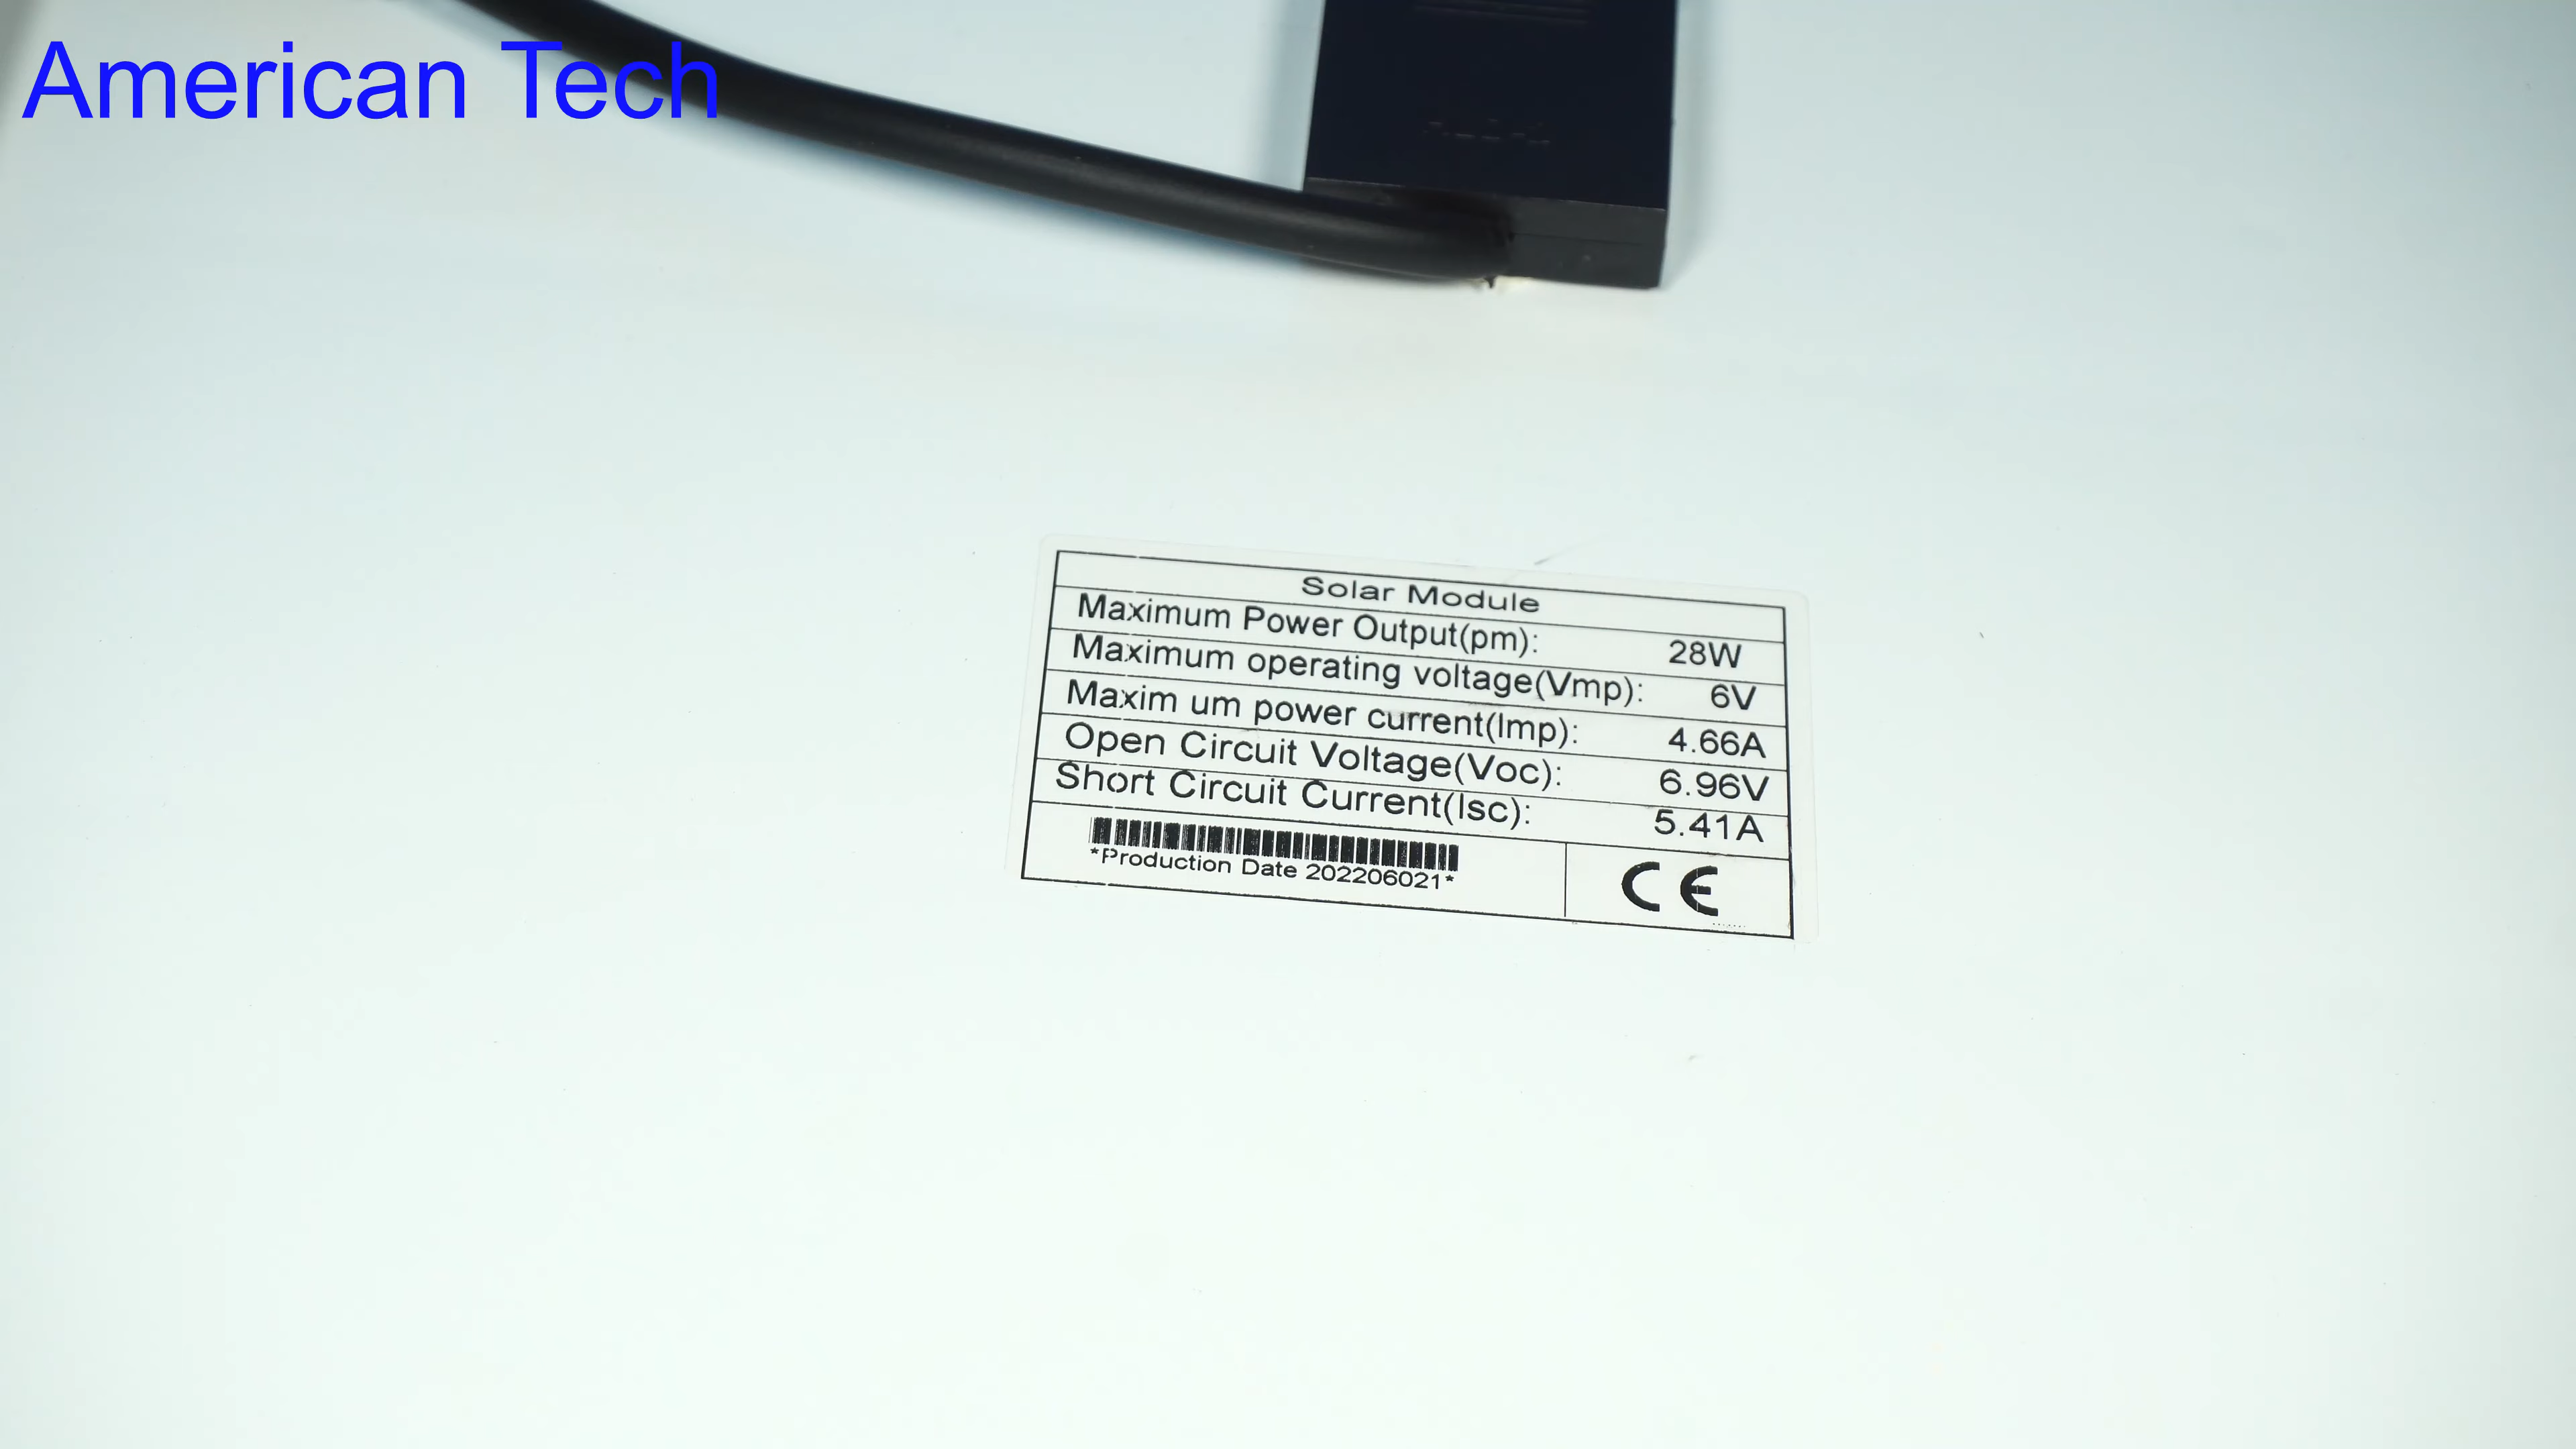 American Tech
Solar Module
Maximum Power Output(pm): 28W
Maximum operating voltage(Vmp): 6V
Maxim um power current(Imp): 4.66A
Open Circuit Voltage(Voc): 6.96V
Short Circuit Current(Isc): 5.41A
*Production Date 202206021*
CE